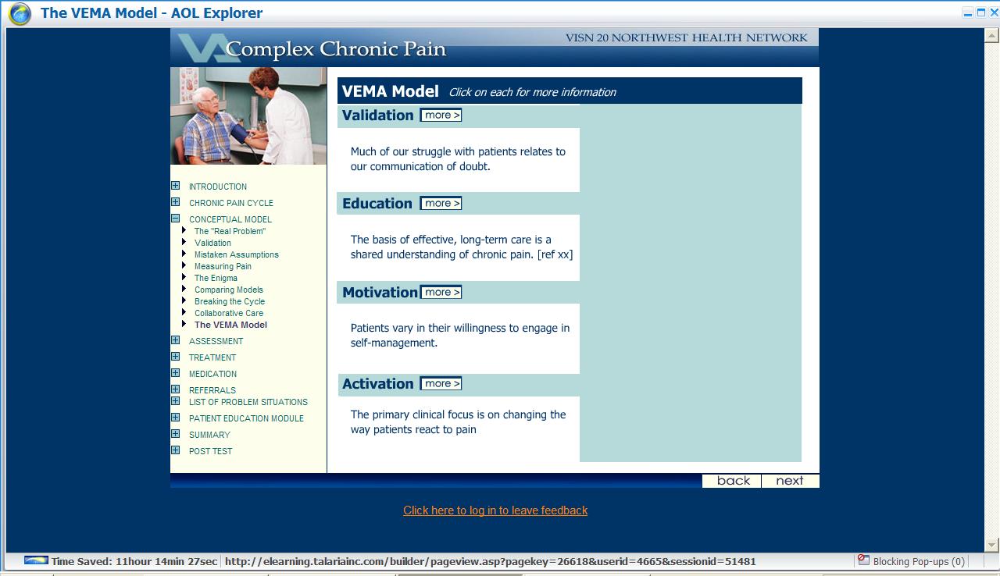 The VEMA Model - AOL Explorer
VISN 20 NORTHWEST HEALTH NETWORK
VA Complex Chronic Pain
VEMA Model Click on each for more information
Validation more >
Much of our struggle with patients relates to
our communication of doubt.
Education more >
The basis of effective, long-term care is a
shared understanding of chronic pain. [ref xx]
Motivation more >
Patients vary in their willingness to engage in
self-management.
Activation more >
The primary clinical focus is on changing the
way patients react to pain
INTRODUCTION
CHRONIC PAIN CYCLE
CONCEPTUAL MODEL
The "Real Problem"
Validation
Mistaken Assumptions
Measuring Pain
The Enigma
Comparing Models
Breaking the Cycle
Collaborative Care
The VEMA Model
ASSESSMENT
TREATMENT
MEDICATION
REFERRALS
LIST OF PROBLEM SITUATIONS
PATIENT EDUCATION MODULE
SUMMARY
POST TEST
back next
Click here to log in to leave feedback
Time Saved: 11hour 14min 27sec http://elearning.talariainc.com/builder/pageview.asp?pagekey=26618&userid=4665&sessionid=51481 Blocking Pop-ups (0)